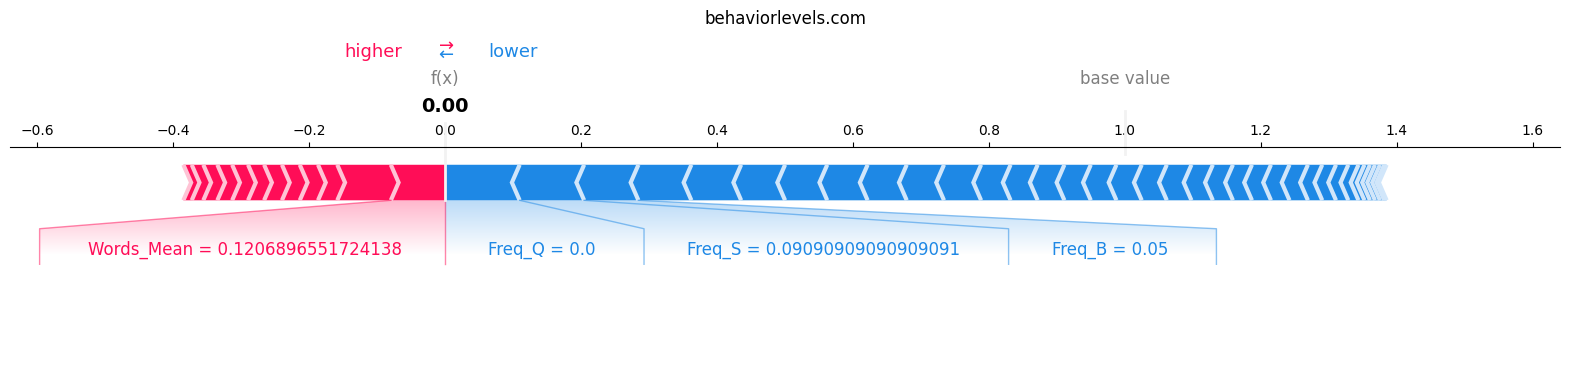 behaviorlevels.com
higher ⇄ lower
f(x) base value
0.00
−0.6 −0.4 −0.2 0.0 0.2 0.4 0.6 0.8 1.0 1.2 1.4 1.6
Words_Mean = 0.1206896551724138 Freq_Q = 0.0 Freq_S = 0.09090909090909091 Freq_B = 0.05